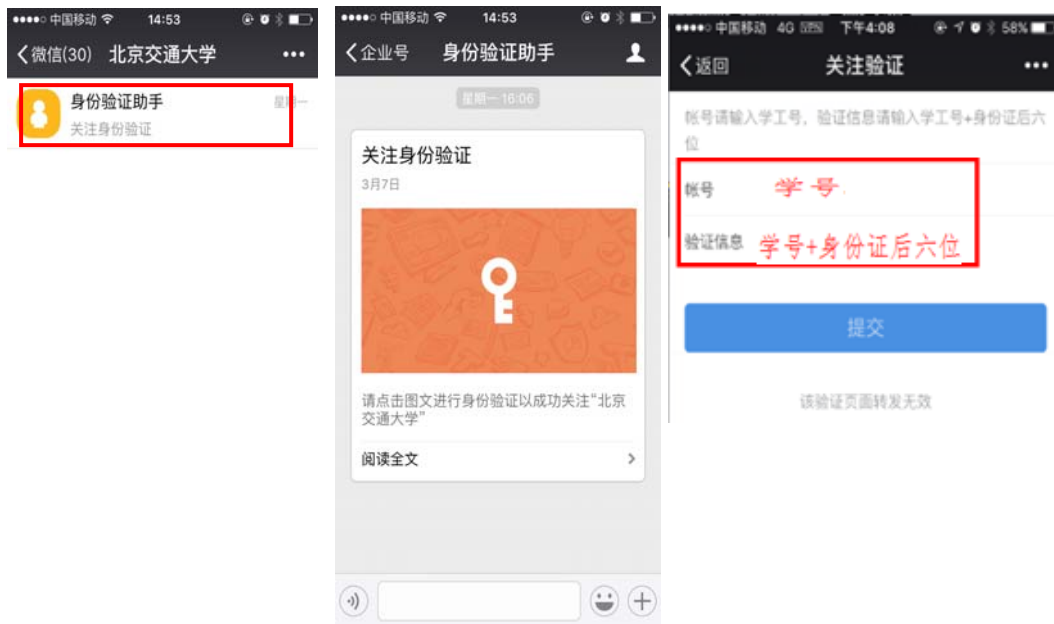 中国移动 14:53
微信(30) 北京交通大学
身份验证助手 星期一
关注身份验证
中国移动 14:53
企业号 身份验证助手
星期一 16:06
关注身份验证
3月7日
请点击图文进行身份验证以成功关注“北京
交通大学”
阅读全文
中国移动 4G VPN 下午4:08 58%
返回 关注验证
帐号请输入学工号，验证信息请输入学工号+身份证后六
位
帐号 学号
验证信息 学号+身份证后六位
提交
该验证页面转发无效